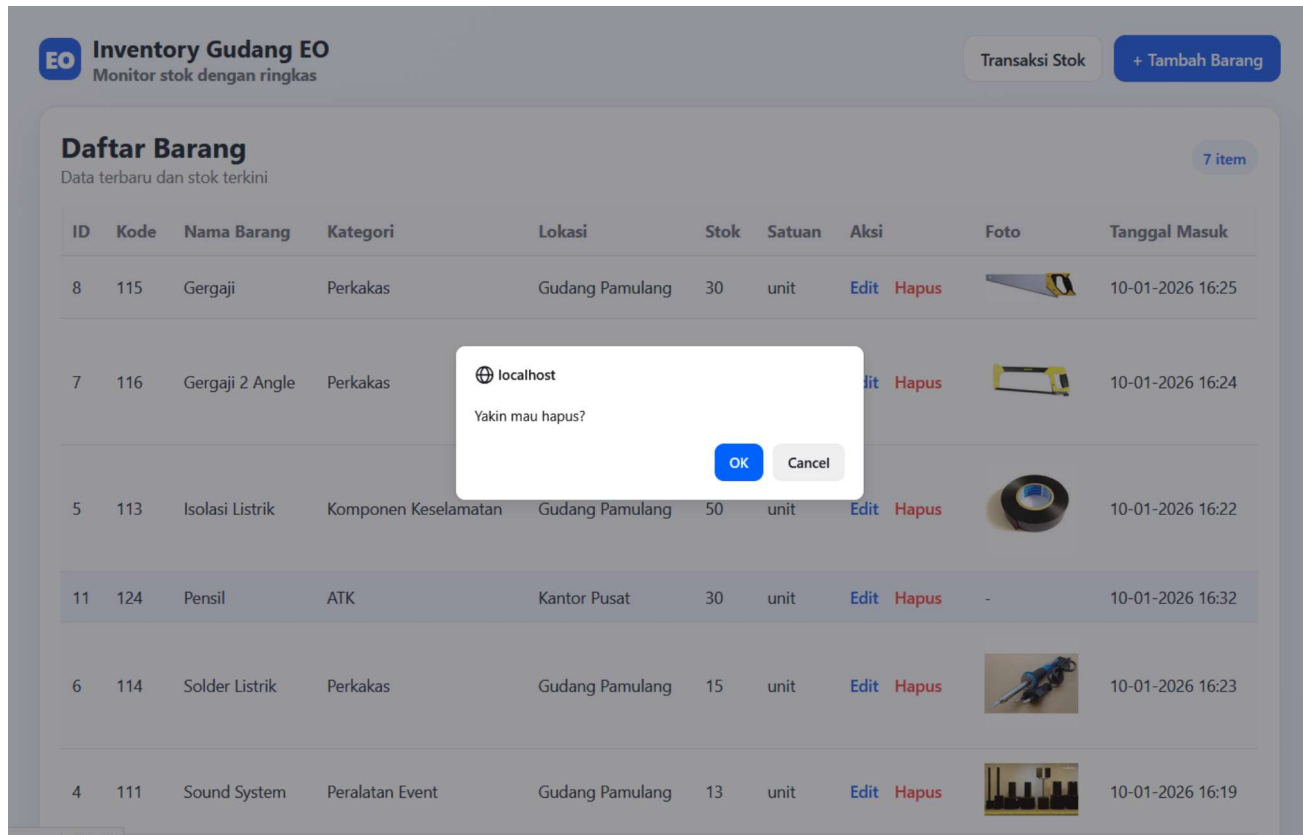 EO Inventory Gudang EO
Monitor stok dengan ringkas
Transaksi Stok + Tambah Barang
Daftar Barang
Data terbaru dan stok terkini
7 item
ID Kode Nama Barang Kategori Lokasi Stok Satuan Aksi Foto Tanggal Masuk
8 115 Gergaji Perkakas Gudang Pamulang 30 unit Edit Hapus 10-01-2026 16:25
localhost
Yakin mau hapus?
OK Cancel
7 116 Gergaji 2 Angle Perkakas Hapus 10-01-2026 16:24
5 113 Isolasi Listrik Komponen Keselamatan Gudang Pamulang 50 unit Edit Hapus 10-01-2026 16:22
11 124 Pensil ATK Kantor Pusat 30 unit Edit Hapus - 10-01-2026 16:32
6 114 Solder Listrik Perkakas Gudang Pamulang 15 unit Edit Hapus 10-01-2026 16:23
4 111 Sound System Peralatan Event Gudang Pamulang 13 unit Edit Hapus 10-01-2026 16:19